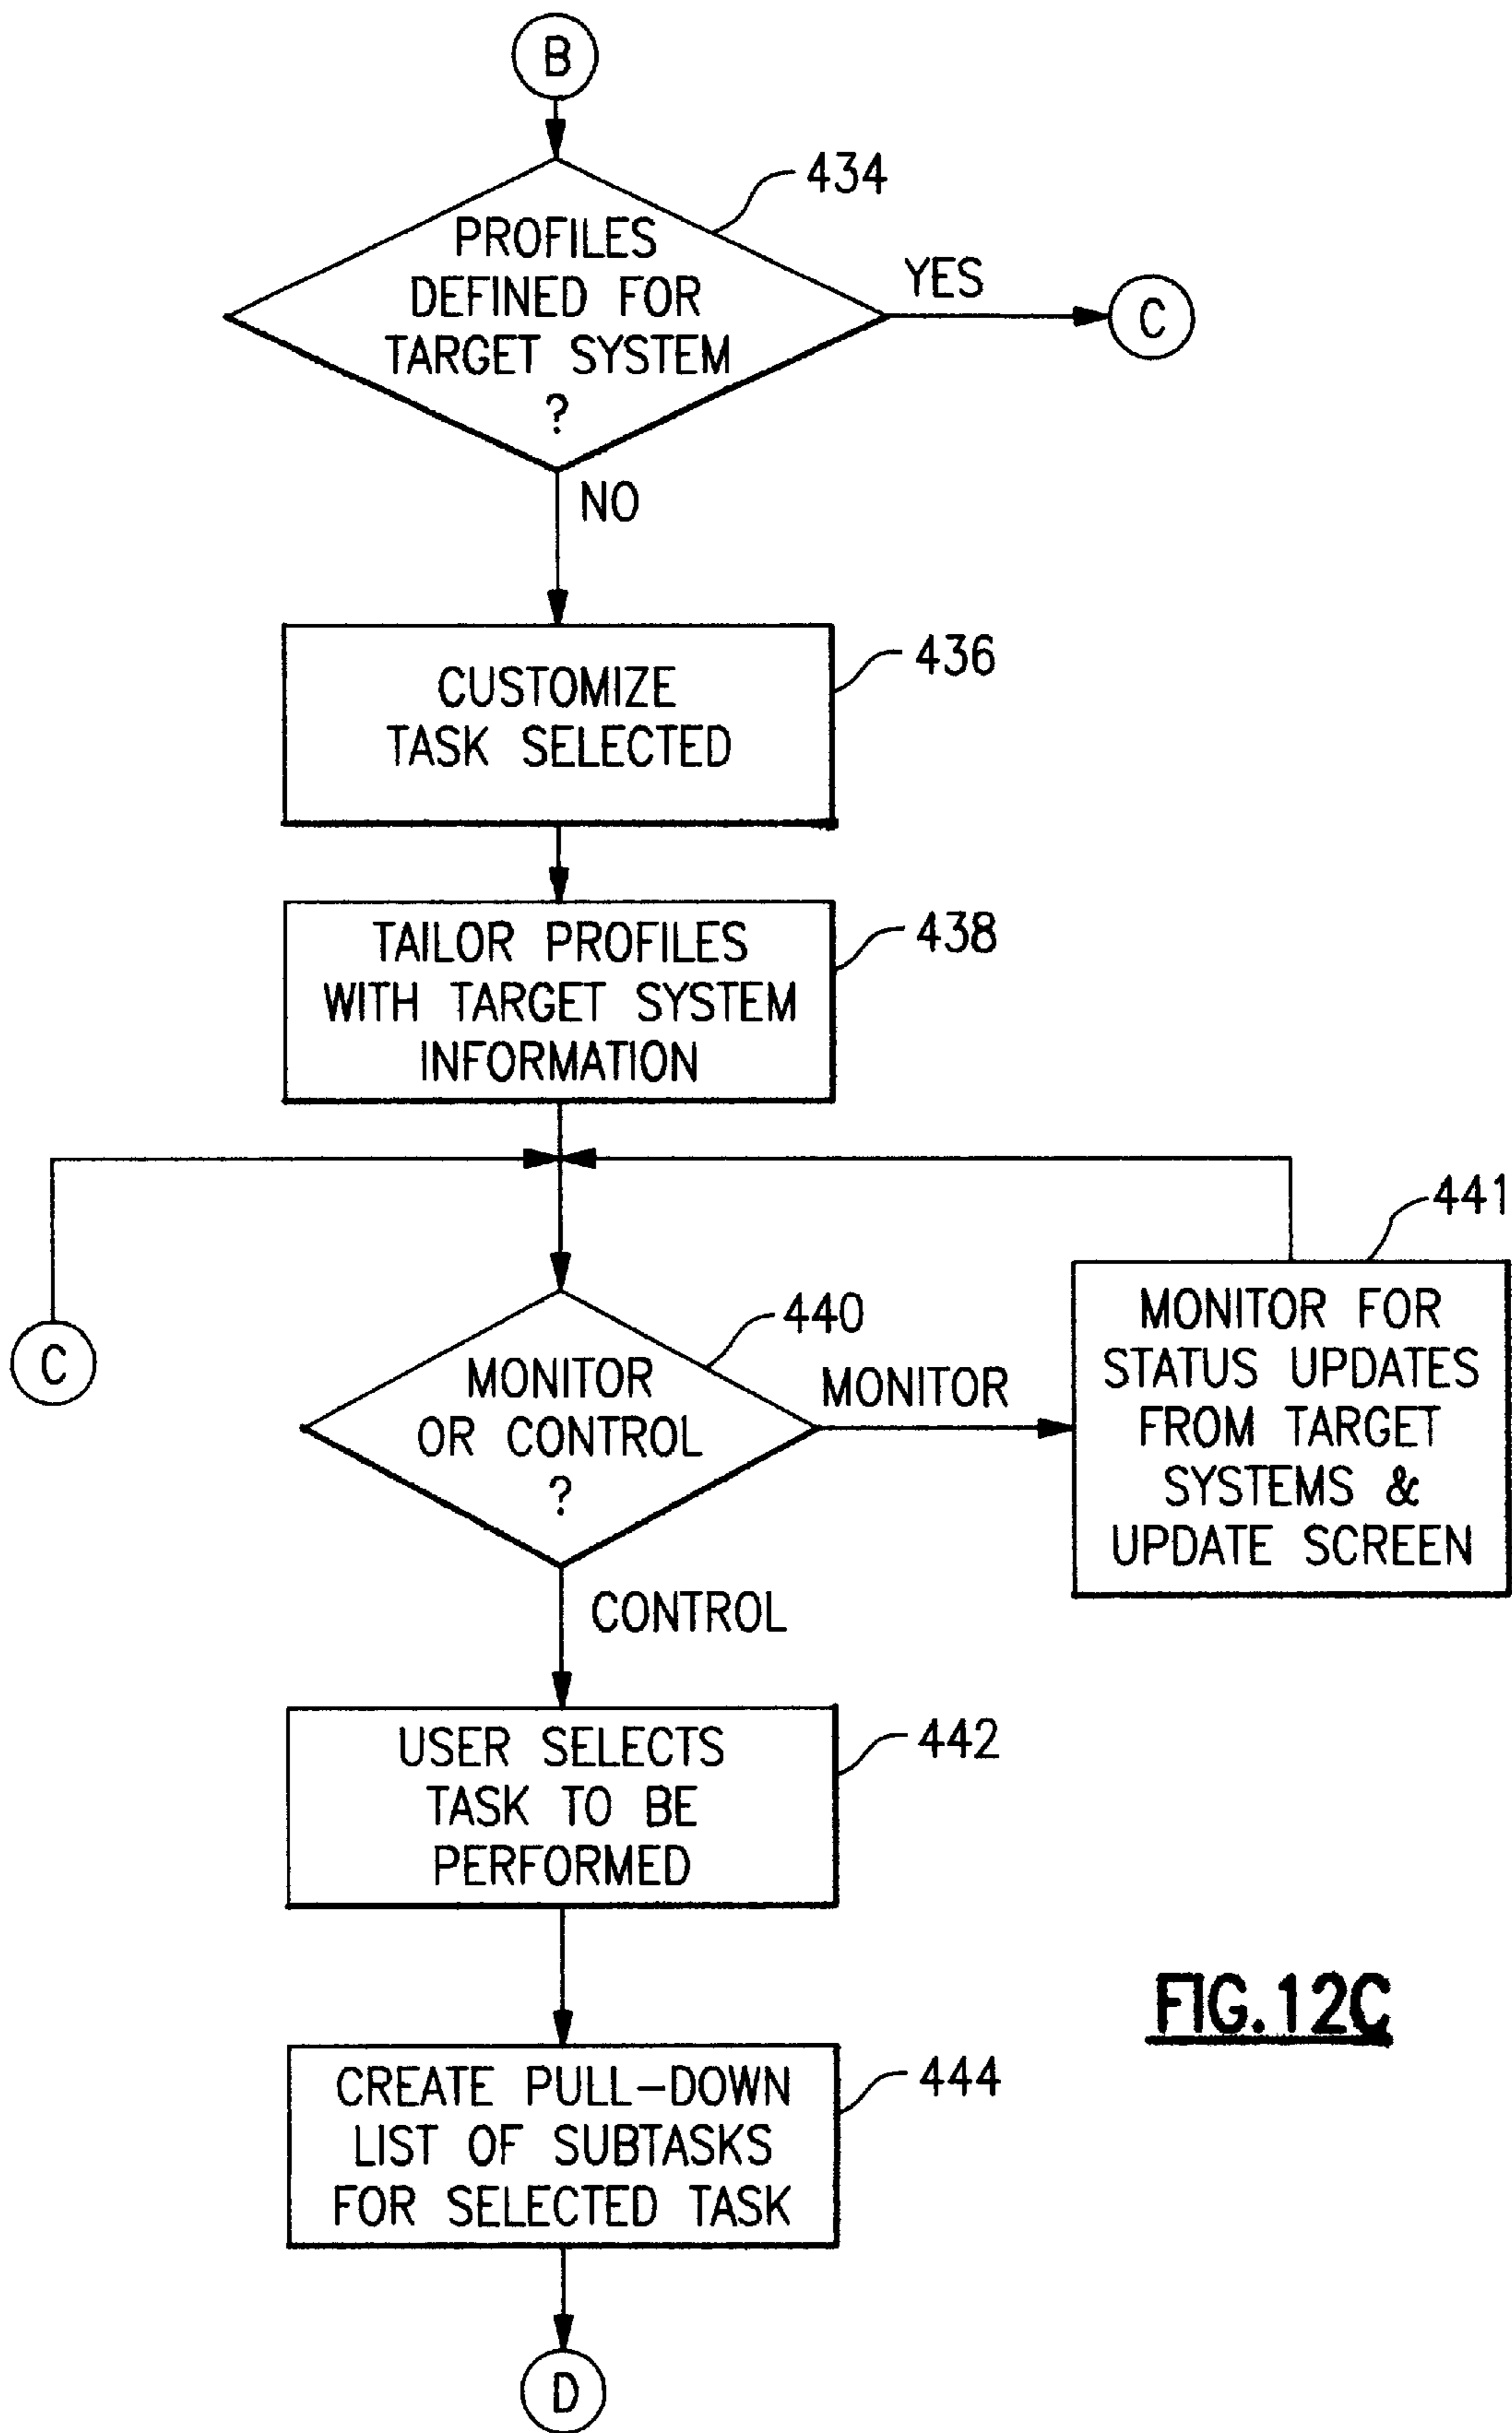 B
434
PROFILES
DEFINED FOR
TARGET SYSTEM
?
YES
C
NO
436
CUSTOMIZE
TASK SELECTED
438
TAILOR PROFILES
WITH TARGET SYSTEM
INFORMATION
C
440
MONITOR
OR CONTROL
?
MONITOR
441
MONITOR FOR
STATUS UPDATES
FROM TARGET
SYSTEMS &
UPDATE SCREEN
CONTROL
442
USER SELECTS
TASK TO BE
PERFORMED
444
CREATE PULL-DOWN
LIST OF SUBTASKS
FOR SELECTED TASK
D
FIG.12C